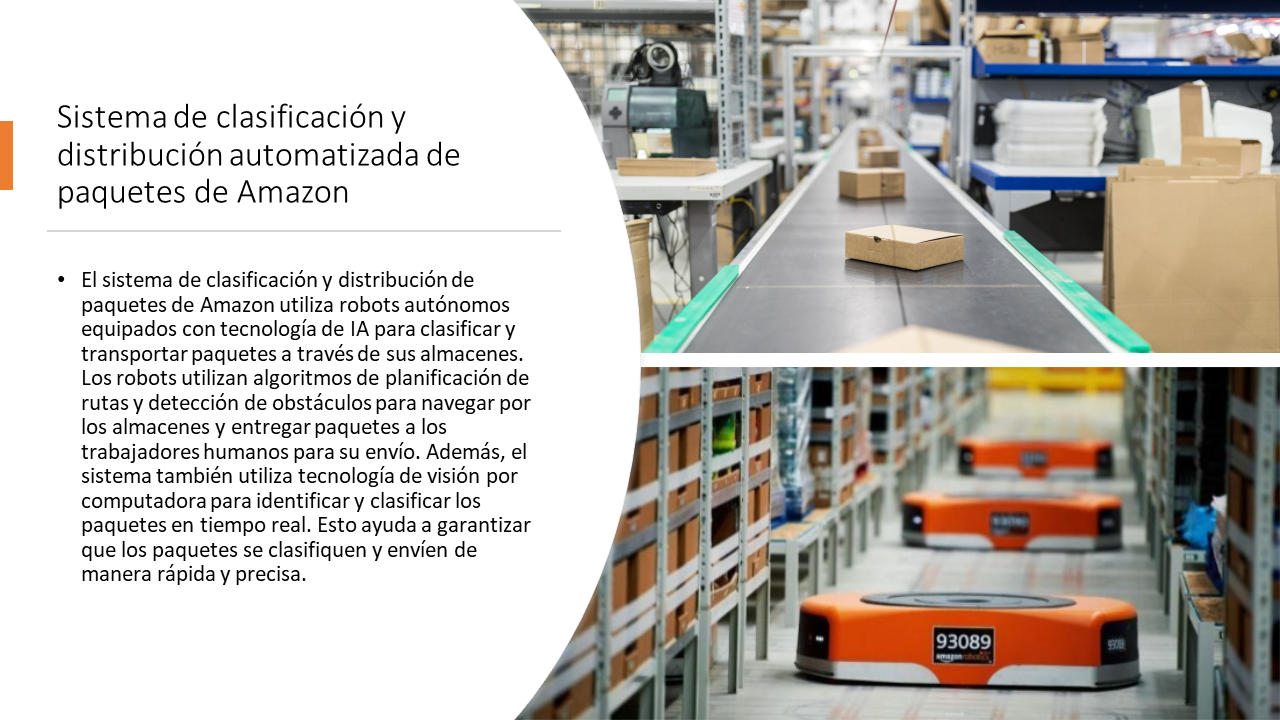 Sistema de clasificación y
distribución automatizada de
paquetes de Amazon
• El sistema de clasificación y distribución de
paquetes de Amazon utiliza robots autónomos
equipados con tecnología de IA para clasificar y
transportar paquetes a través de sus almacenes.
Los robots utilizan algoritmos de planificación de
rutas y detección de obstáculos para navegar por
los almacenes y entregar paquetes a los
trabajadores humanos para su envío. Además, el
sistema también utiliza tecnología de visión por
computadora para identificar y clasificar los
paquetes en tiempo real. Esto ayuda a garantizar
que los paquetes se clasifiquen y envíen de
manera rápida y precisa.
93089
amazonrobotics